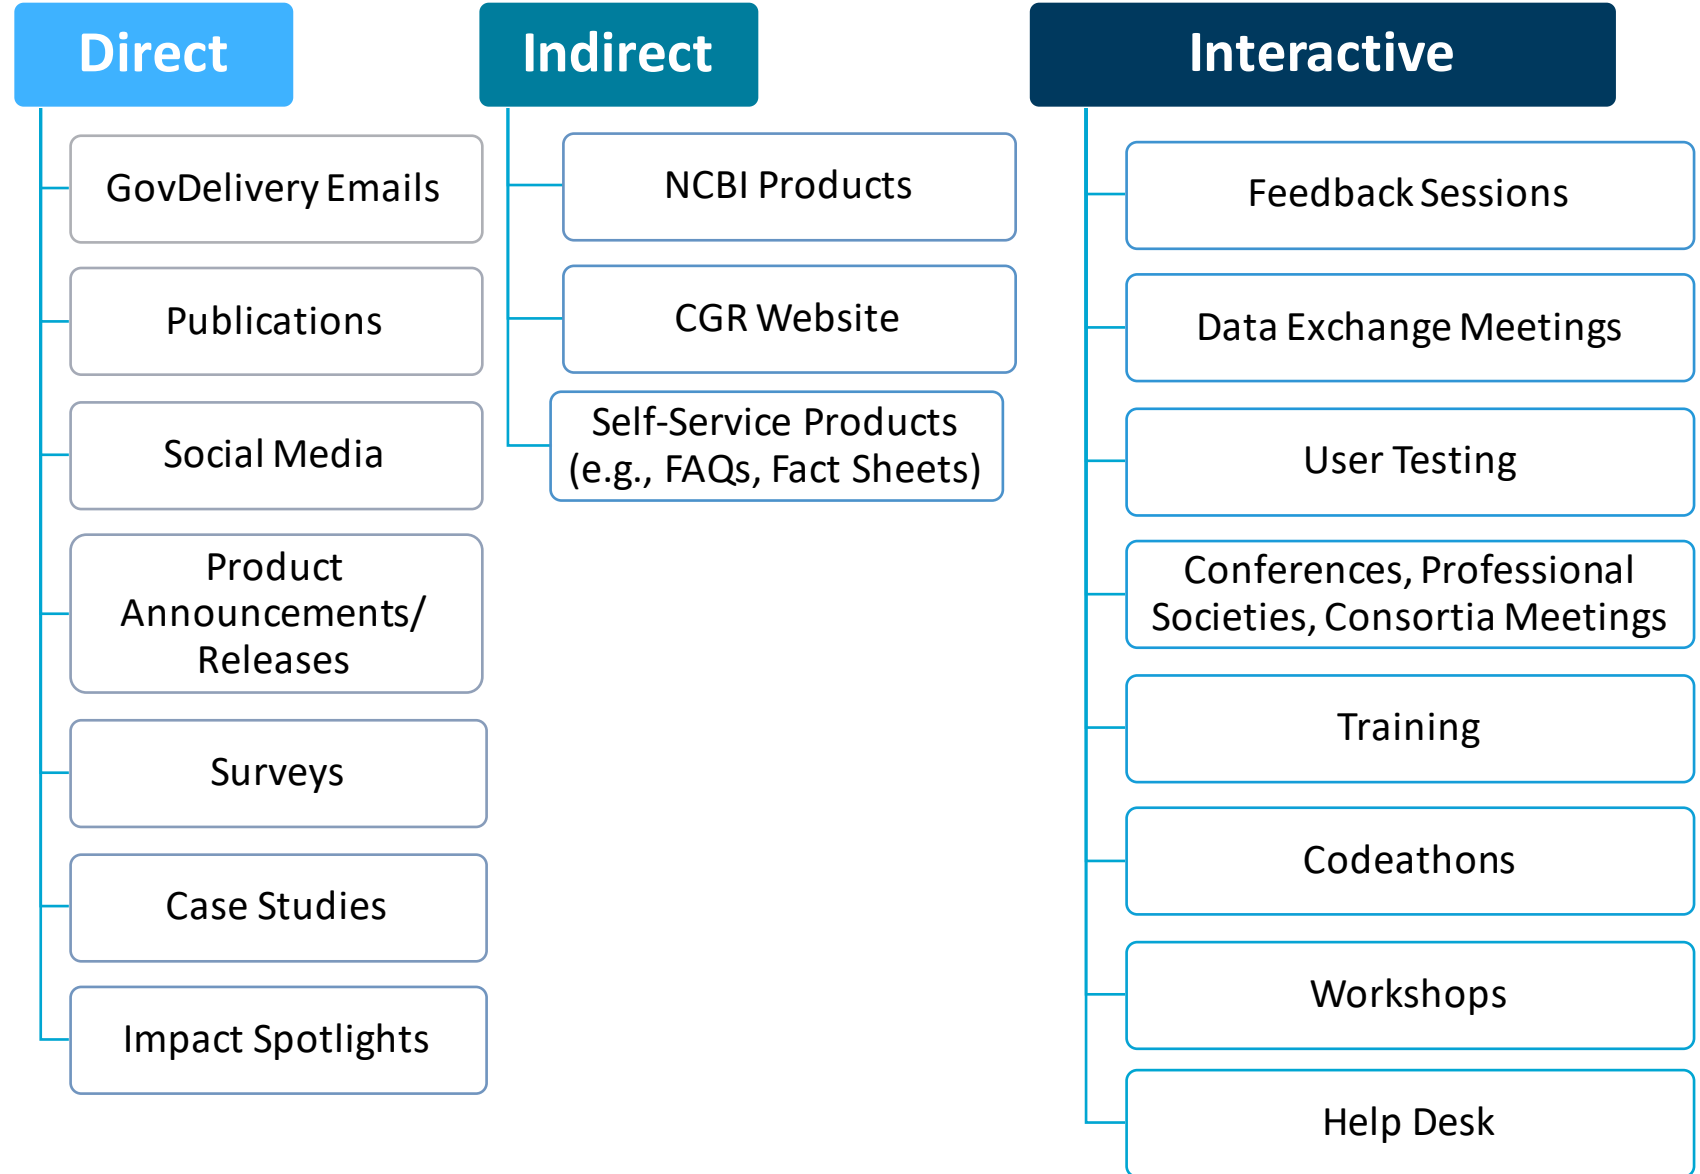 Direct
GovDelivery Emails
Publications
Social Media
Product
Announcements/
Releases
Surveys
Case Studies
Impact Spotlights
Indirect
NCBI Products
CGR Website
Self-Service Products
(e.g., FAQs, Fact Sheets)
Interactive
Feedback Sessions
Data Exchange Meetings
User Testing
Conferences, Professional
Societies, Consortia Meetings
Training
Codeathons
Workshops
Help Desk